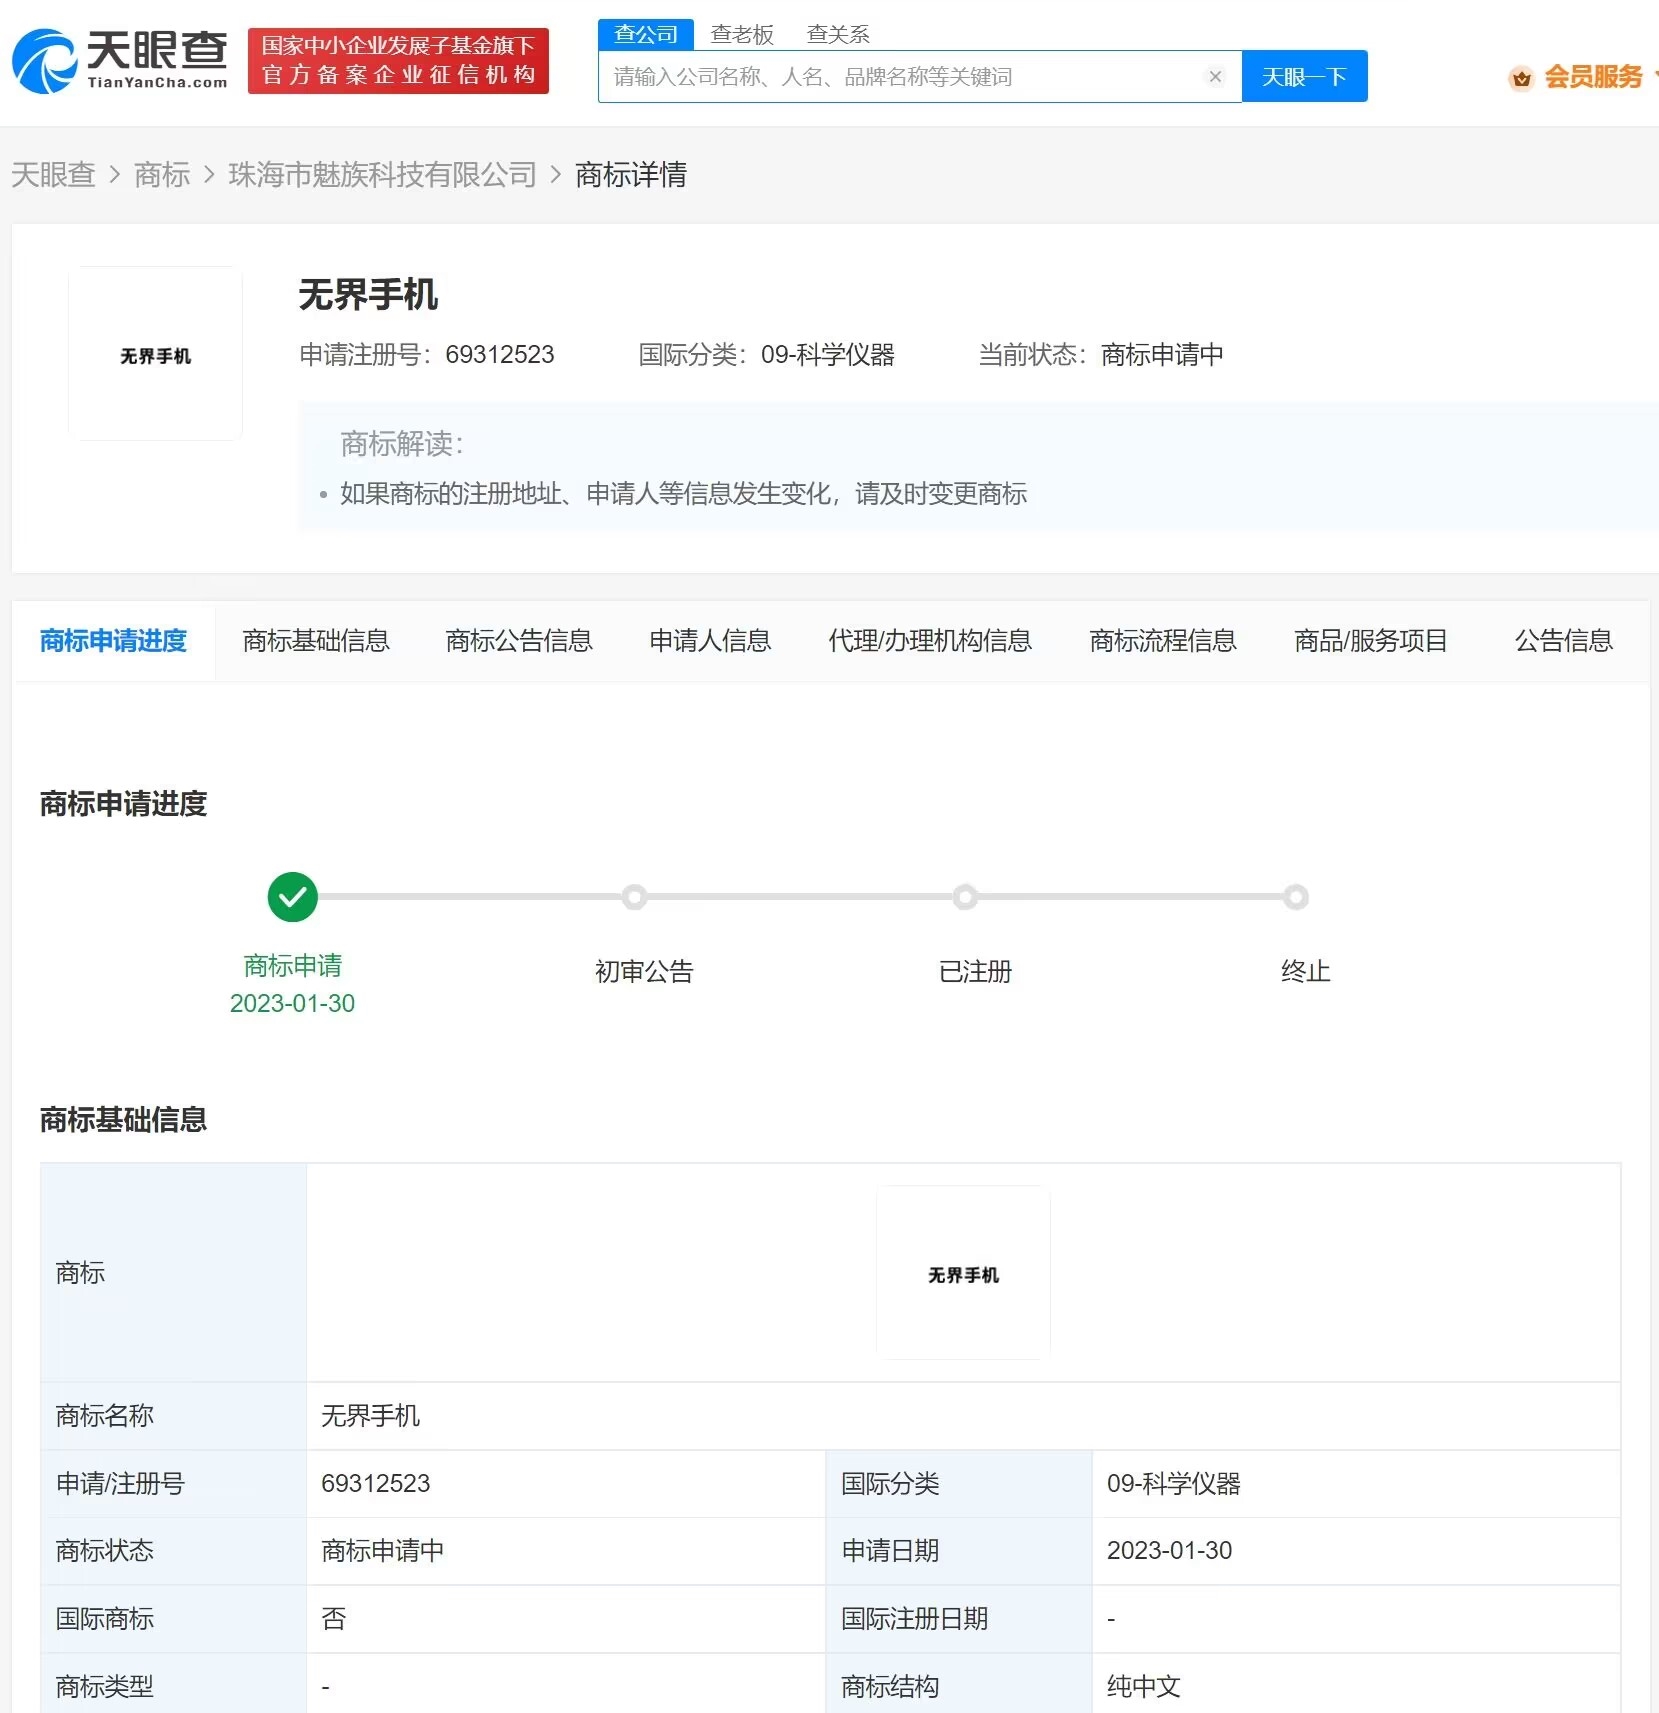 天眼查
TianYanCha.com
国家中小企业发展子基金旗下
官方备案企业征信机构
查公司 查老板 查关系
请输入公司名称、人名、品牌名称等关键词 天眼一下
会员服务
天眼查 > 商标 > 珠海市魅族科技有限公司 > 商标详情
无界手机
无界手机
申请注册号：69312523 国际分类：09-科学仪器 当前状态：商标申请中
商标解读：
• 如果商标的注册地址、申请人等信息发生变化，请及时变更商标
商标申请进度 商标基础信息 商标公告信息 申请人信息 代理/办理机构信息 商标流程信息 商品/服务项目 公告信息
商标申请进度
商标申请 初审公告 已注册 终止
2023-01-30
商标基础信息
商标 无界手机
商标名称 无界手机
申请/注册号 69312523 国际分类 09-科学仪器
商标状态 商标申请中 申请日期 2023-01-30
国际商标 否 国际注册日期 -
商标类型 - 商标结构 纯中文